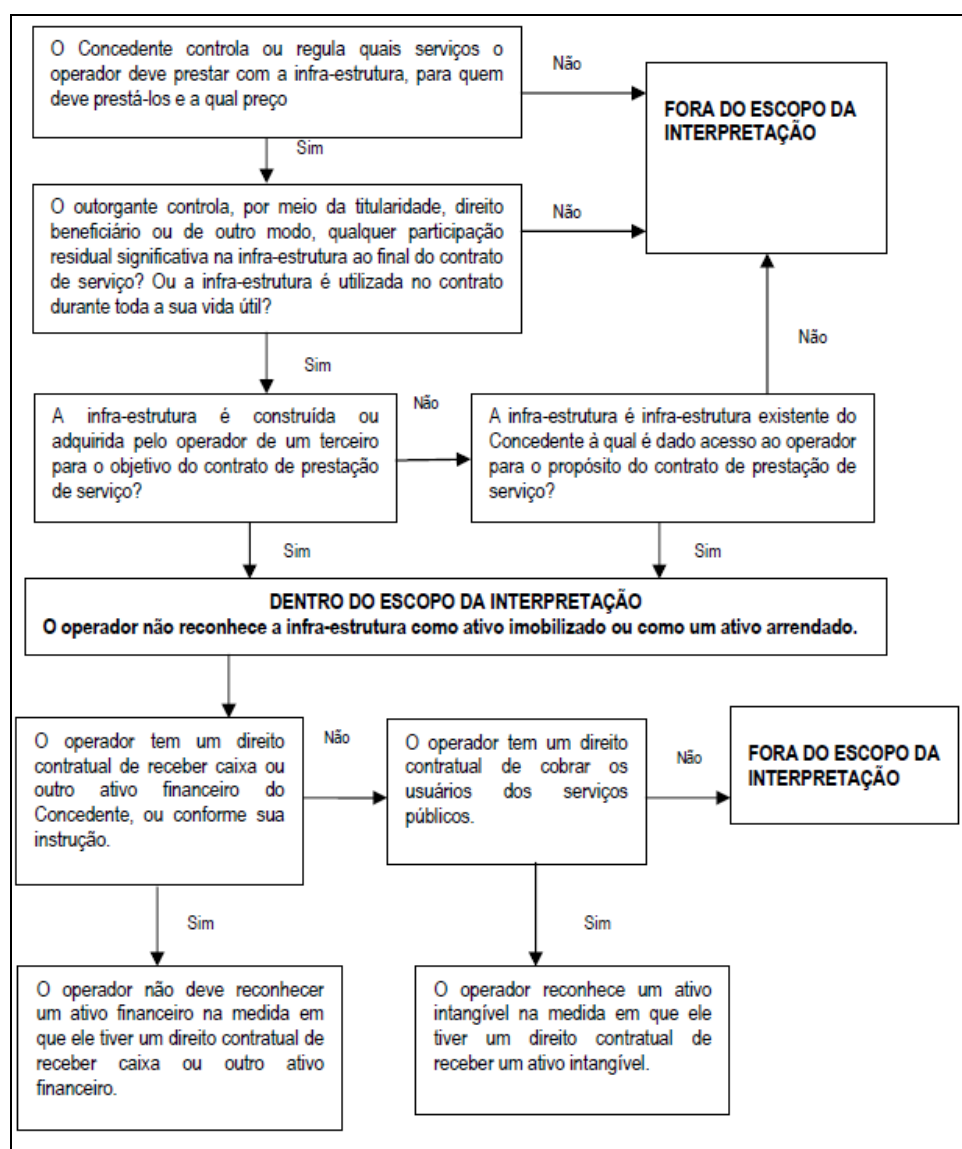 O Concedente controla ou regula quais serviços o
operador deve prestar com a infra-estrutura, para quem
deve prestá-los e a qual preço
Não
FORA DO ESCOPO DA
INTERPRETAÇÃO
Sim
O outorgante controla, por meio da titularidade, direito
beneficiário ou de outro modo, qualquer participação
residual significativa na infra-estrutura ao final do contrato
de serviço? Ou a infra-estrutura é utilizada no contrato
durante toda a sua vida útil?
Não
Não
Sim
A infra-estrutura é construída ou
adquirida pelo operador de um terceiro
para o objetivo do contrato de prestação
de serviço?
Não
A infra-estrutura é infra-estrutura existente do
Concedente à qual é dado acesso ao operador
para o propósito do contrato de prestação de
serviço?
Sim
Sim
DENTRO DO ESCOPO DA INTERPRETAÇÃO
O operador não reconhece a infra-estrutura como ativo imobilizado ou como um ativo arrendado.
O operador tem um direito
contratual de receber caixa ou
outro ativo financeiro do
Concedente, ou conforme sua
instrução.
Não
O operador tem um direito
contratual de cobrar os
usuários dos serviços
públicos.
Não
FORA DO ESCOPO DA
INTERPRETAÇÃO
Sim
Sim
O operador não deve reconhecer
um ativo financeiro na medida em
que ele tiver um direito contratual de
receber caixa ou outro ativo
financeiro.
O operador reconhece um ativo
intangível na medida em que ele
tiver um direito contratual de
receber um ativo intangível.